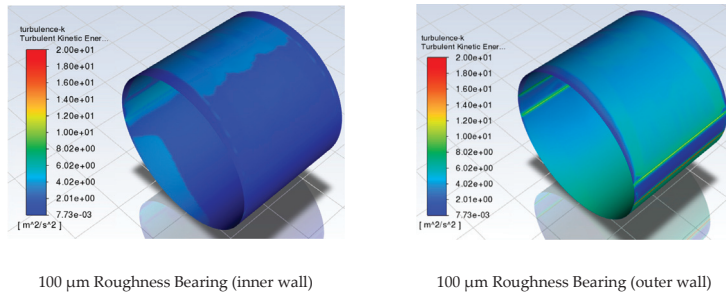 turbulence-k
Turbulent Kinetic Ener...
2.00e+01
1.80e+01
1.60e+01
1.40e+01
1.20e+01
1.00e+01
8.02e+00
6.02e+00
4.02e+00
2.01e+00
7.73e-03
[ m^2/s^2 ]
100 μm Roughness Bearing (inner wall)
turbulence-k
Turbulent Kinetic Ener...
2.00e+01
1.80e+01
1.60e+01
1.40e+01
1.20e+01
1.00e+01
8.02e+00
6.02e+00
4.02e+00
2.01e+00
7.73e-03
[ m^2/s^2 ]
100 μm Roughness Bearing (outer wall)